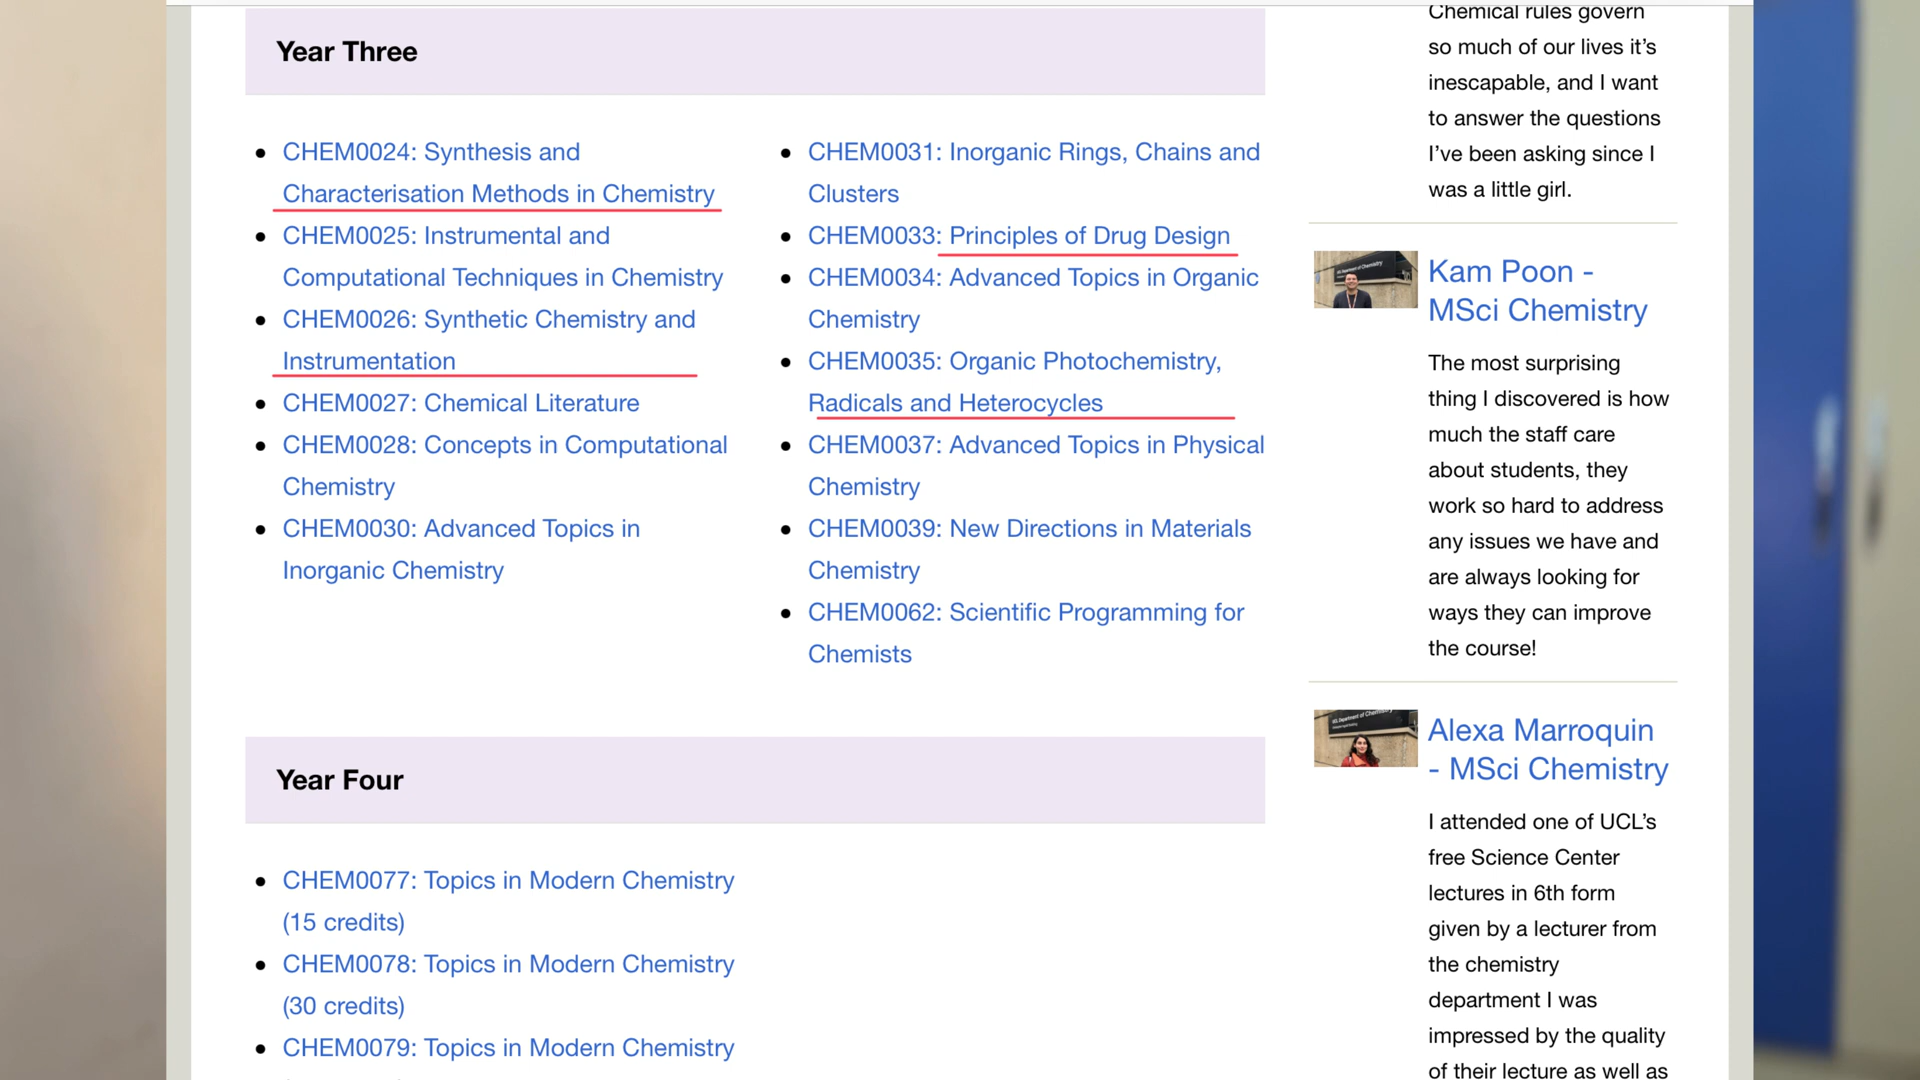 Year Three
CHEM0024: Synthesis and
Characterisation Methods in Chemistry
CHEM0025: Instrumental and
Computational Techniques in Chemistry
CHEM0026: Synthetic Chemistry and
Instrumentation
CHEM0027: Chemical Literature
CHEM0028: Concepts in Computational
Chemistry
CHEM0030: Advanced Topics in
Inorganic Chemistry
CHEM0031: Inorganic Rings, Chains and
Clusters
CHEM0033: Principles of Drug Design
CHEM0034: Advanced Topics in Organic
Chemistry
CHEM0035: Organic Photochemistry,
Radicals and Heterocycles
CHEM0037: Advanced Topics in Physical
Chemistry
CHEM0039: New Directions in Materials
Chemistry
CHEM0062: Scientific Programming for
Chemists
Year Four
CHEM0077: Topics in Modern Chemistry
(15 credits)
CHEM0078: Topics in Modern Chemistry
(30 credits)
CHEM0079: Topics in Modern Chemistry
Chemical rules govern
so much of our lives it’s
inescapable, and I want
to answer the questions
I’ve been asking since I
was a little girl.
Kam Poon -
MSci Chemistry
The most surprising
thing I discovered is how
much the staff care
about students, they
work so hard to address
any issues we have and
are always looking for
ways they can improve
the course!
Alexa Marroquin
- MSci Chemistry
I attended one of UCL’s
free Science Center
lectures in 6th form
given by a lecturer from
the chemistry
department I was
impressed by the quality
of their lecture as well as